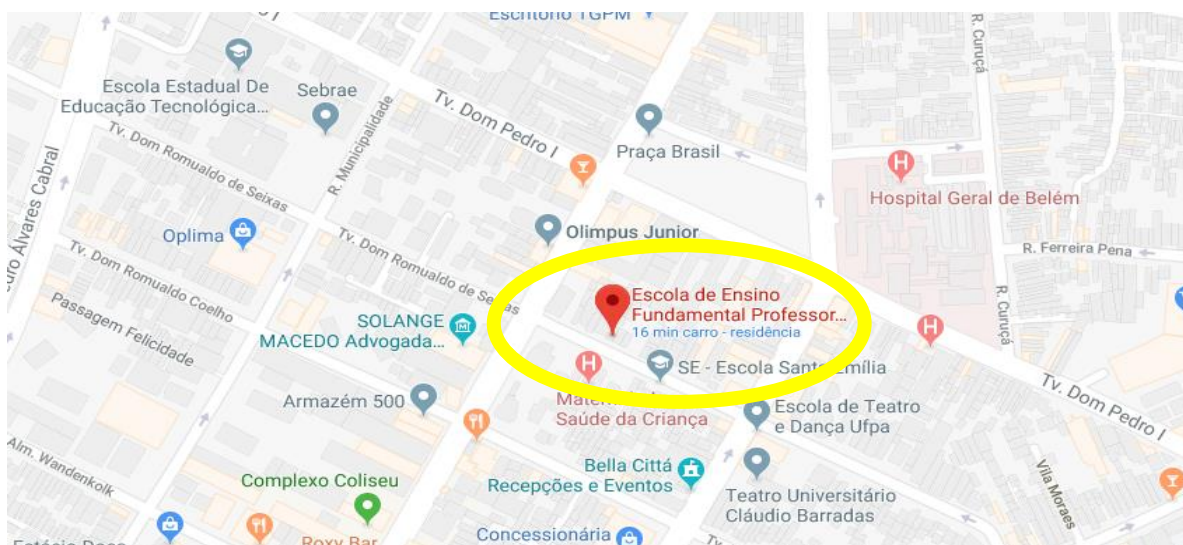 Escritório TGPM
R. Curuçá
Escola Estadual De
Educação Tecnológica...
Sebrae
R. Municipalidade
Tv. Dom Pedro I
Praça Brasil
Hospital Geral de Belém
Tv. Dom Romualdo de Seixas
Álvares Cabral
Oplima
Olimpus Junior
R. Ferreira Pena
Tv. Dom Romualdo de Seixas
Tv. Dom Romualdo Coelho
Passagem Felicidade
Escola de Ensino
Fundamental Professor...
16 min carro - residência
SOLANGE
MACEDO Advogada...
R. Curuçá
SE - Escola Santa Emília
Tv. Dom Pedro I
Armazém 500
Saúde da Criança
Escola de Teatro
e Dança Ufpa
Alm. Wandenkolk
Complexo Coliseu
Bella Cittá
Recepções e Eventos
Teatro Universitário
Cláudio Barradas
Vila Moraes
Roxy Bar
Concessionária
Tv.